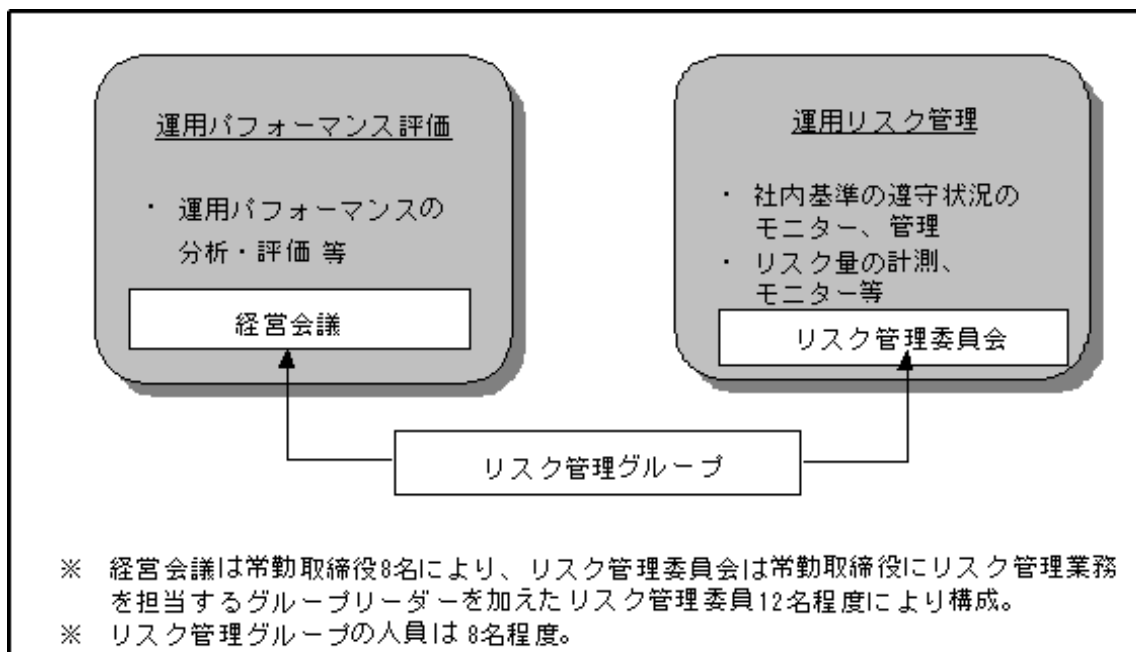 運用パフォーマンス評価
・ 運用パフォーマンスの
分析・評価 等
経営会議
運用リスク管理
・ 社内基準の遵守状況の
モニター、管理
・ リスク量の計測、
モニター等
リスク管理委員会
リスク管理グループ
※ 経営会議は常勤取締役8名により、リスク管理委員会は常勤取締役にリスク管理業務
を担当するグループリーダーを加えたリスク管理委員12名程度により構成。
※ リスク管理グループの人員は8名程度。